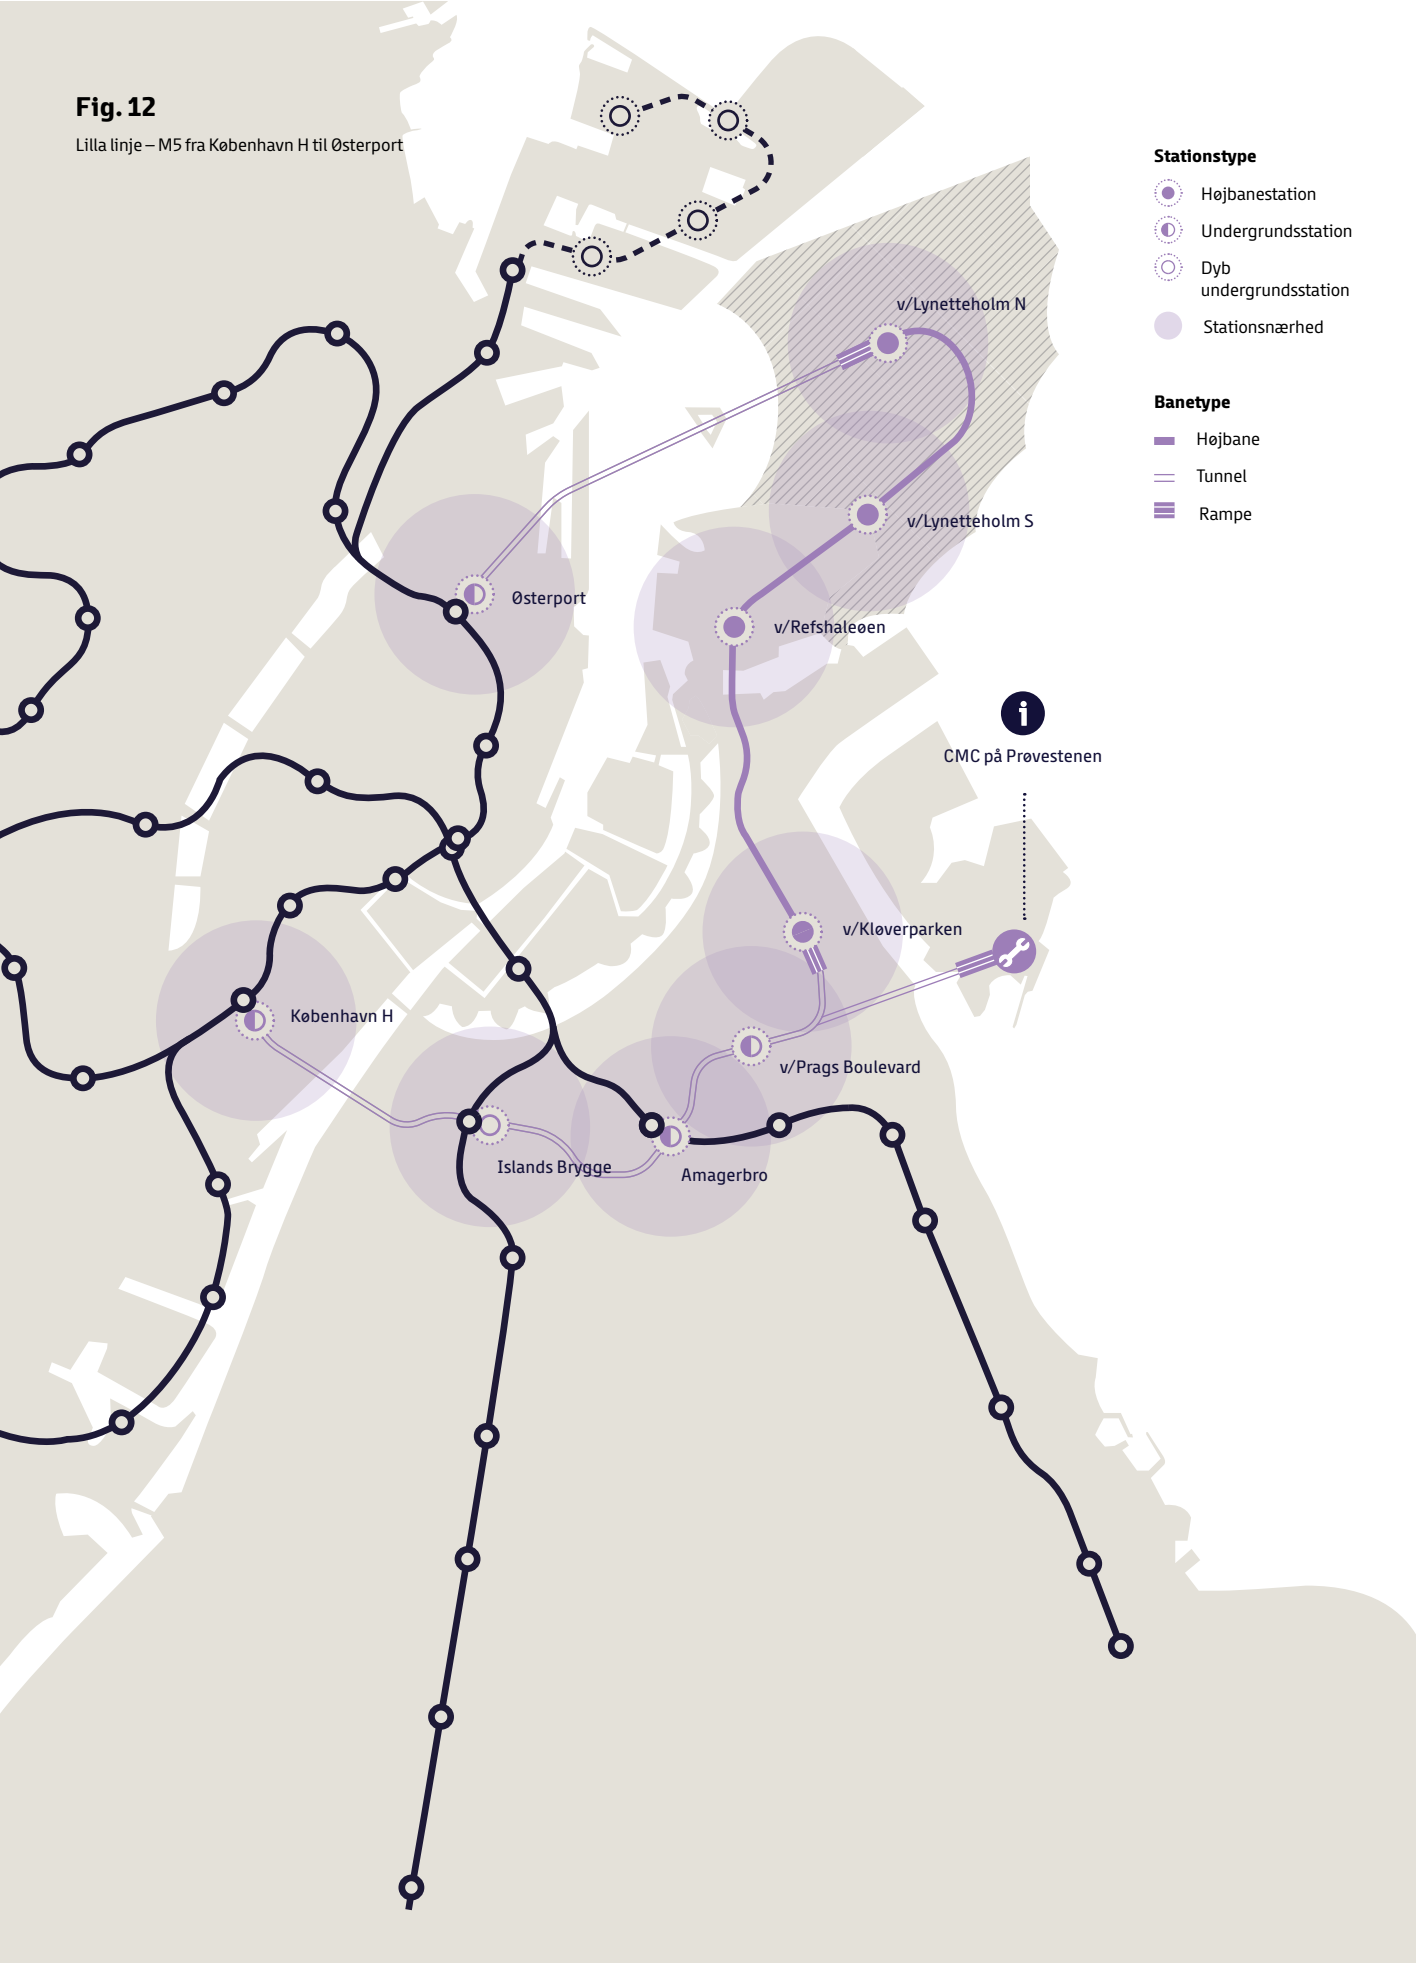 Fig. 12
Lilla linje – M5 fra København H til Østerport
Stationstype
Højbanestation
Undergrundsstation
Dyb
undergrundsstation
Stationsnærhed
Banetype
Højbane
Tunnel
Rampe
v/Lynetteholm N
v/Lynetteholm S
Østerport
v/Refshaleøen
i
CMC på Prøvestenen
v/Kløverparken
København H
v/Prags Boulevard
Islands Brygge
Amagerbro